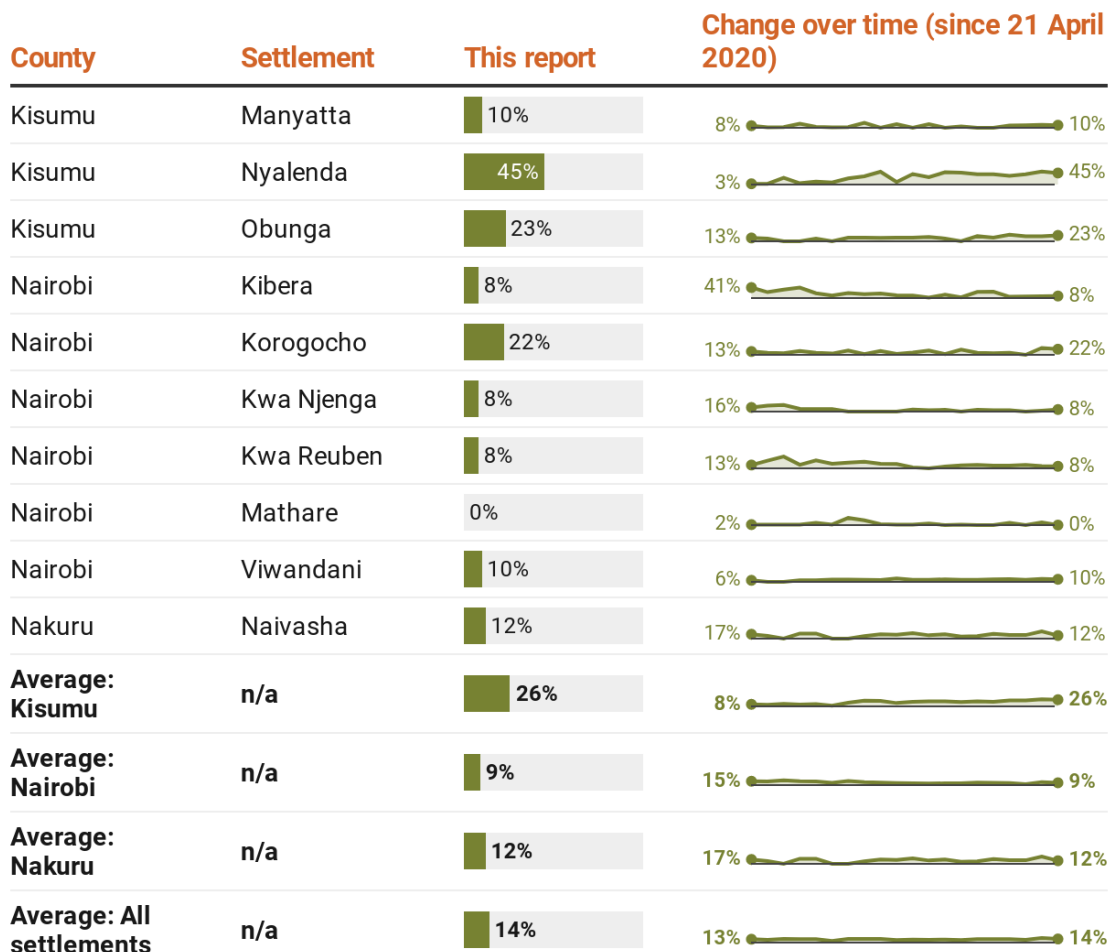 County Settlement This report Change over time (since 21 April
2020)
Kisumu Manyatta 10% 8% 10%
Kisumu Nyalenda 45% 3% 45%
Kisumu Obunga 23% 13% 23%
Nairobi Kibera 8% 41% 8%
Nairobi Korogocho 22% 13% 22%
Nairobi Kwa Njenga 8% 16% 8%
Nairobi Kwa Reuben 8% 13% 8%
Nairobi Mathare 0% 2% 0%
Nairobi Viwandani 10% 6% 10%
Nakuru Naivasha 12% 17% 12%
Average:
Kisumu n/a 26% 8% 26%
Average:
Nairobi n/a 9% 15% 9%
Average:
Nakuru n/a 12% 17% 12%
Average: All
settlements n/a 14% 13% 14%